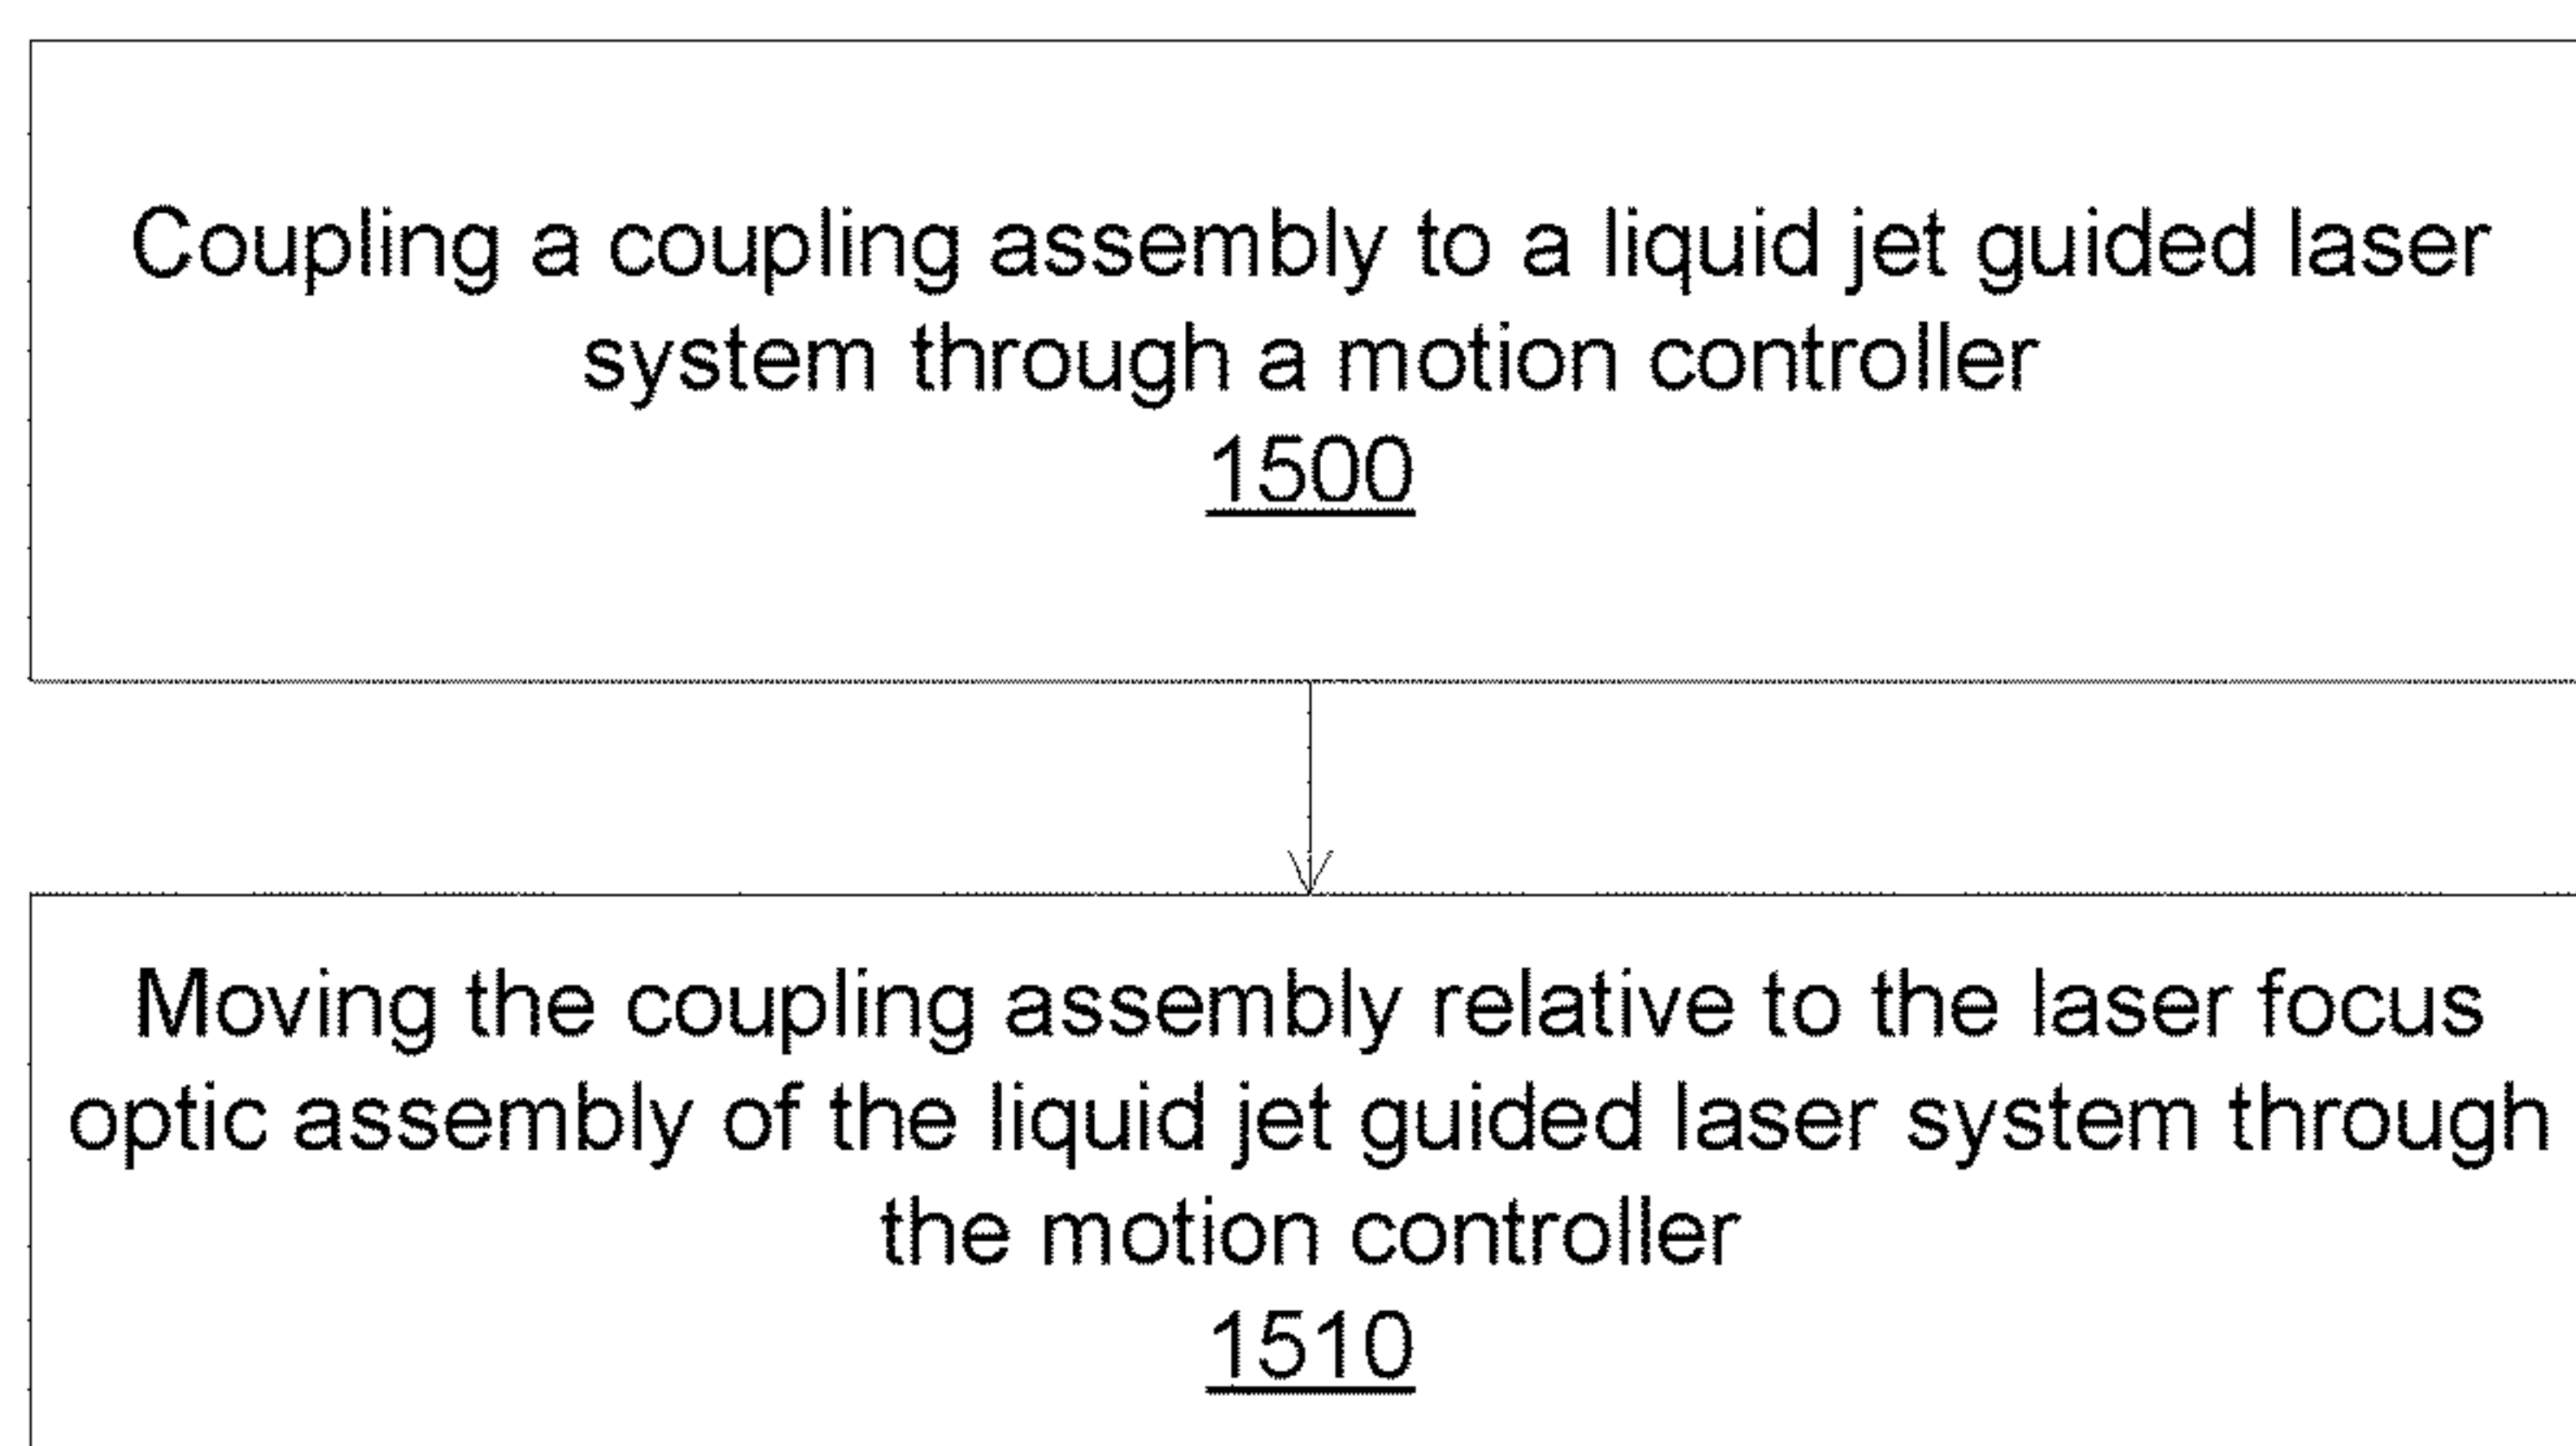 Coupling a coupling assembly to a liquid jet guided laser
system through a motion controller
1500
Moving the coupling assembly relative to the laser focus
optic assembly of the liquid jet guided laser system through
the motion controller
1510